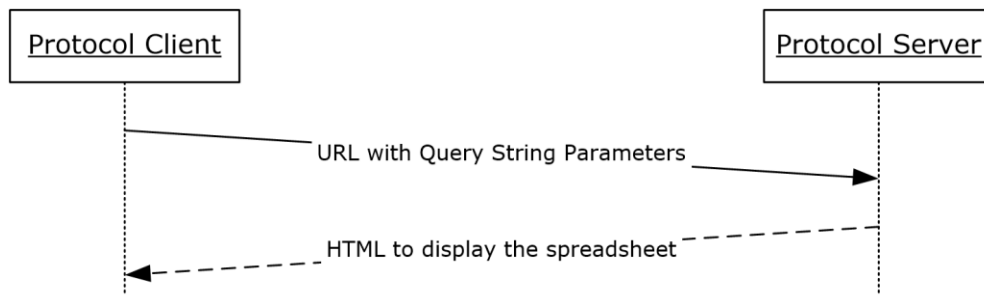 Protocol Client
Protocol Server
URL with Query String Parameters
HTML to display the spreadsheet